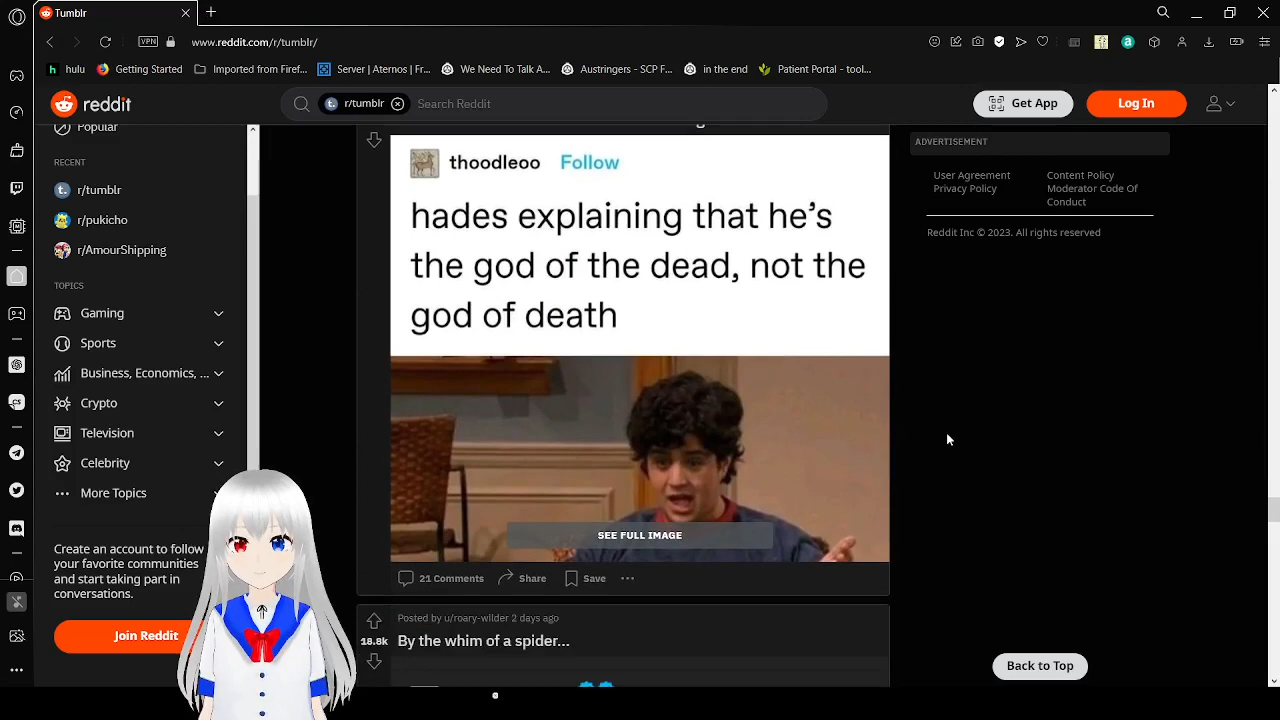 Tumblr
VPN
www.reddit.com/r/tumblr/
hulu
Getting Started
Imported from Firef...
Server | Aternos | Fr...
We Need To Talk A...
Austringers - SCP F...
in the end
Patient Portal - tool...
reddit
r/tumblr
Search Reddit
Get App
Log In
Popular
RECENT
r/tumblr
r/pukicho
r/AmourShipping
TOPICS
Gaming
Sports
Business, Economics, ...
Crypto
Television
Celebrity
More Topics
Create an account to follow
your favorite communities
and start taking part in
conversations.
Join Reddit
thoodleoo Follow
hades explaining that he’s
the god of the dead, not the
god of death
SEE FULL IMAGE
21 Comments
Share
Save
Posted by u/roary-wilder 2 days ago
18.8k
By the whim of a spider...
ADVERTISEMENT
User Agreement
Privacy Policy
Content Policy
Moderator Code Of
Conduct
Reddit Inc © 2023. All rights reserved
Back to Top